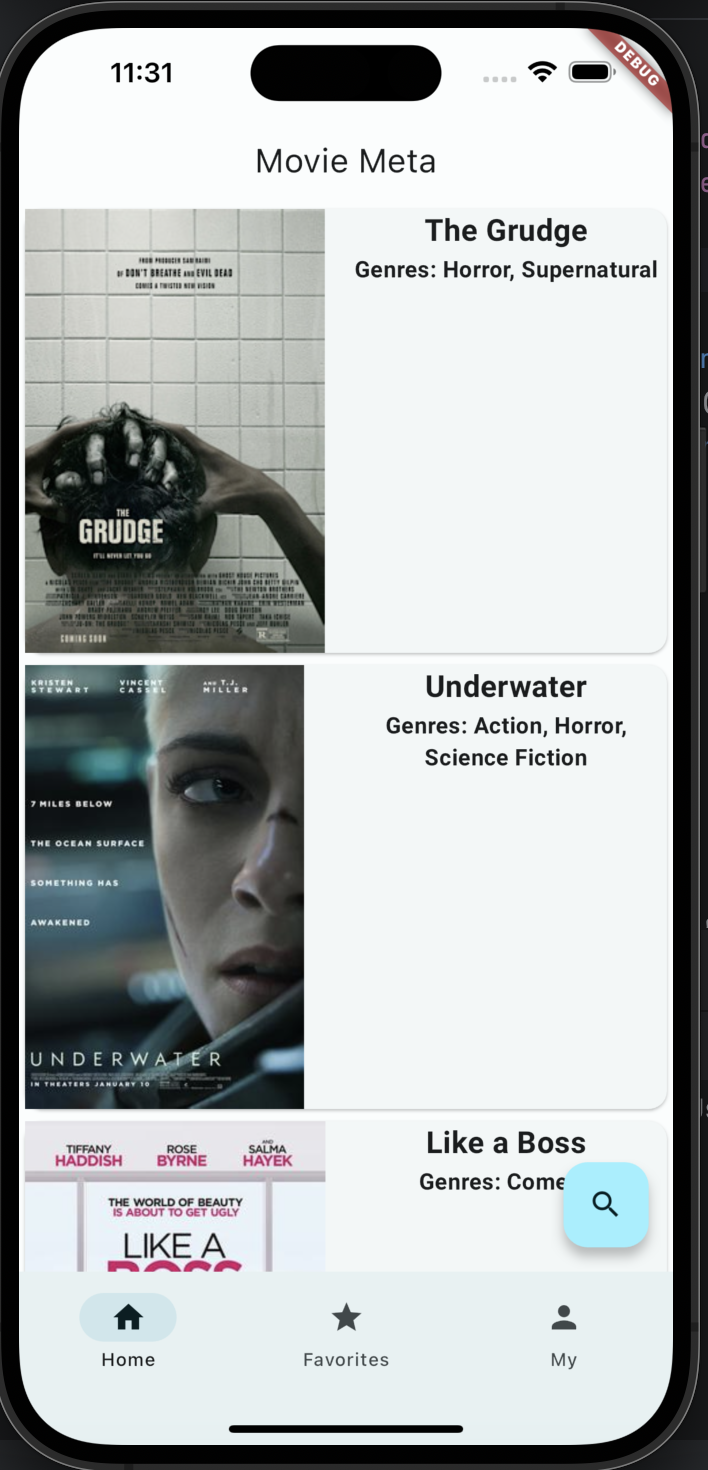 11:31
DEBUG
Movie Meta
FROM PRODUCER SAM RAIMI
OF DON'T BREATHE AND EVIL DEAD
COMES A TWISTED NEW VISION
THE
GRUDGE
IT'LL NEVER LET YOU GO
COMING SOON
The Grudge
Genres: Horror, Supernatural
KRISTEN STEWART
VINCENT CASSEL
AND T.J. MILLER
7 MILES BELOW
THE OCEAN SURFACE
SOMETHING HAS
AWAKENED
UNDERWATER
IN THEATERS JANUARY 10
Underwater
Genres: Action, Horror,
Science Fiction
TIFFANY HADDISH
ROSE BYRNE
AND SALMA HAYEK
THE WORLD OF BEAUTY
IS ABOUT TO GET UGLY
LIKE A
BOSS
Like a Boss
Genres: Come
Home
Favorites
My